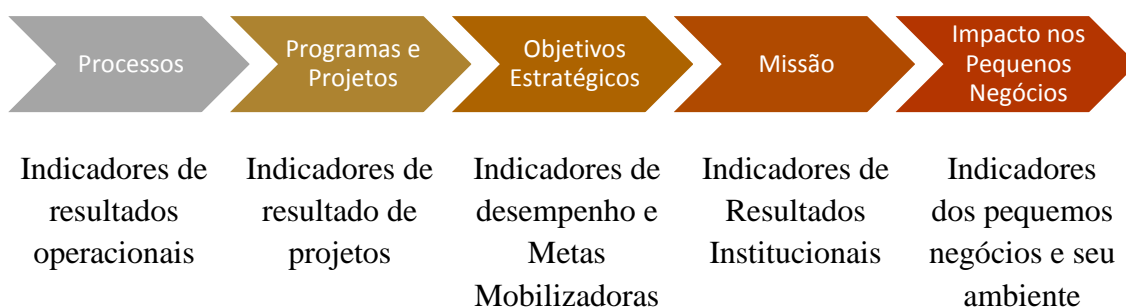 Processos
Programas e
Projetos
Objetivos
Estratégicos
Missão
Impacto nos
Pequenos
Negócios
Indicadores de
resultados
operacionais
Indicadores de
resultado de
projetos
Indicadores de
desempenho e
Metas
Mobilizadoras
Indicadores de
Resultados
Institucionais
Indicadores
dos pequemos
negócios e seu
ambiente